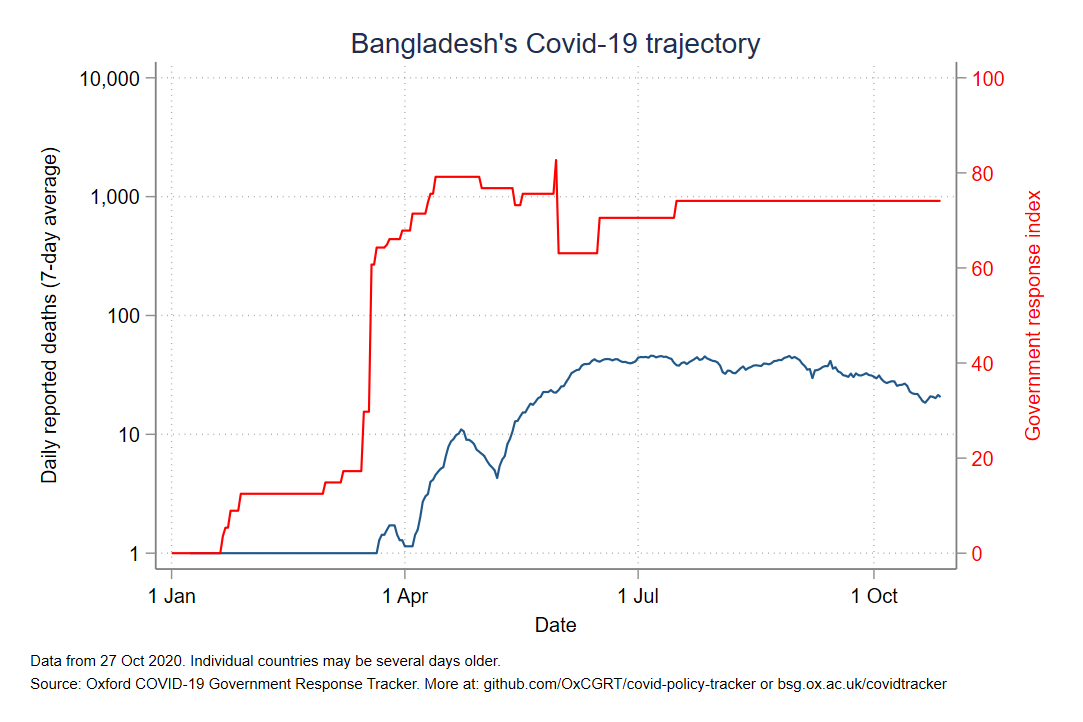 Bangladesh's Covid-19 trajectory
Daily reported deaths (7-day average)
10,000
1,000
100
10
1
100
80
60
40
20
0
Government response index
1 Jan
1 Apr
1 Jul
1 Oct
Date
Data from 27 Oct 2020. Individual countries may be several days older.
Source: Oxford COVID-19 Government Response Tracker. More at: github.com/OxCGRT/covid-policy-tracker or bsg.ox.ac.uk/covidtracker